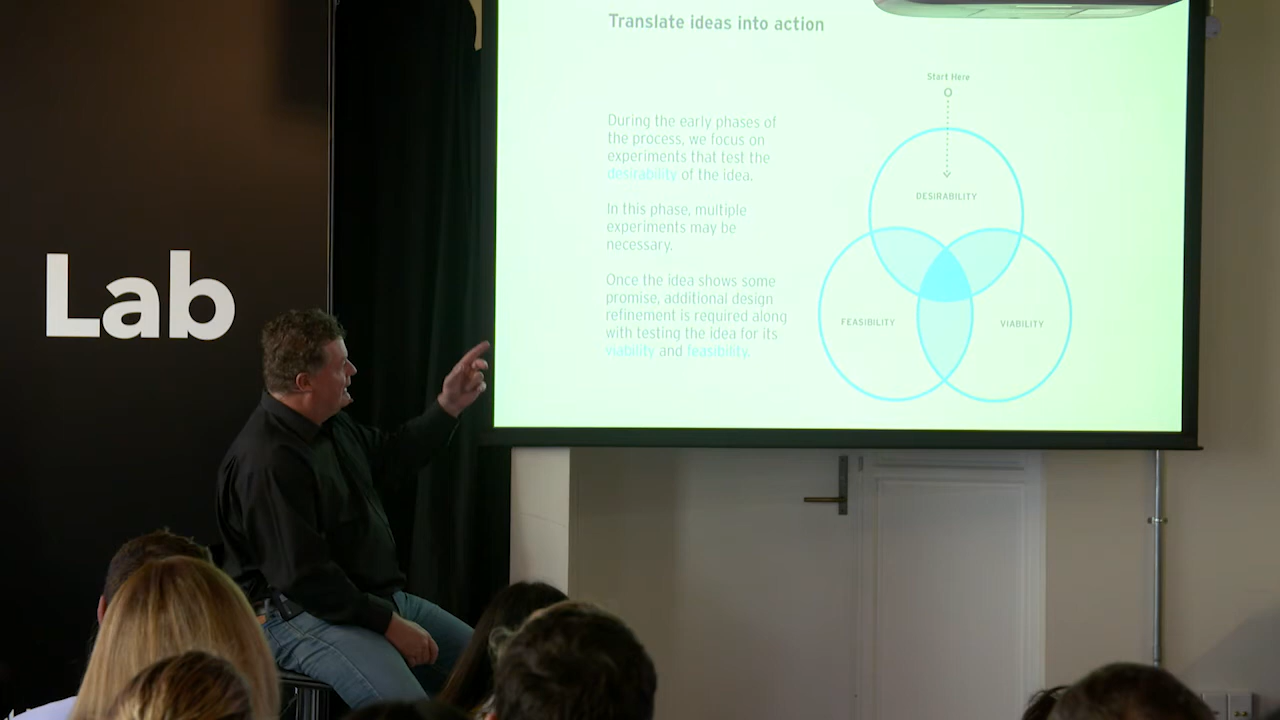 Translate ideas into action
Start Here
During the early phases of
the process, we focus on
experiments that test the
desirability of the idea.
DESIRABILITY
In this phase, multiple
experiments may be
necessary.
Lab
Once the idea shows some
promise, additional design
refinement is required along
with testing the idea for its
viability and feasibility.
FEASIBILITY
VIABILITY